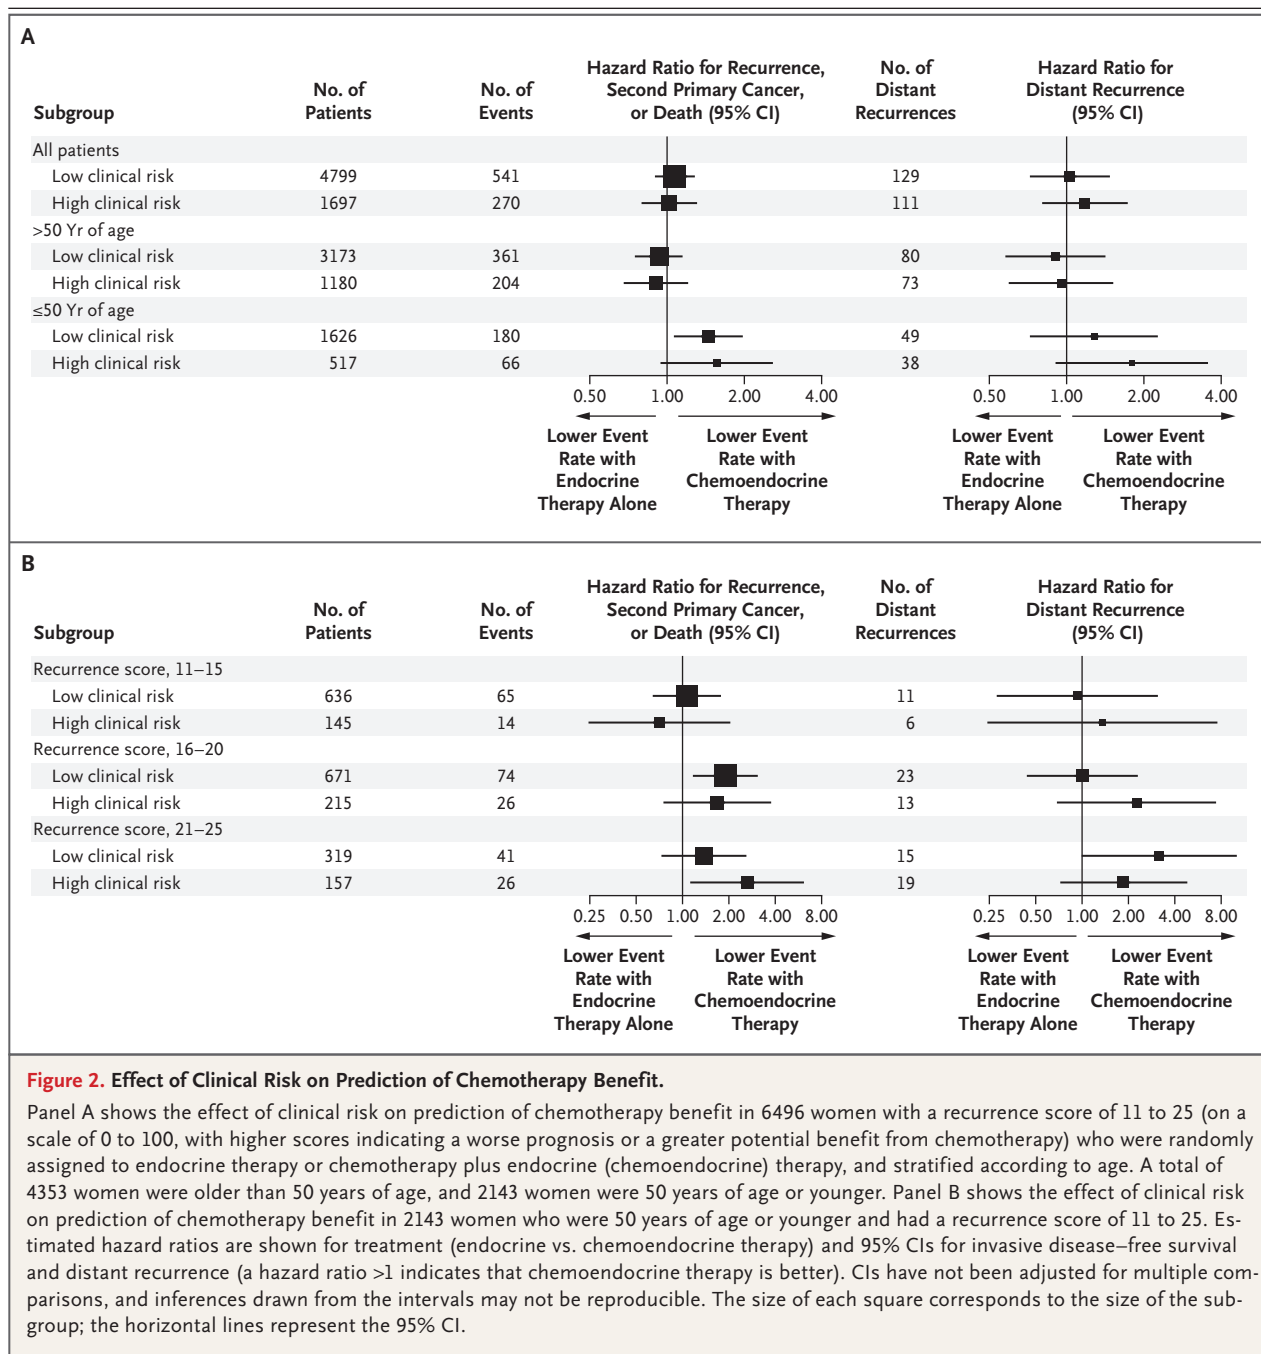 A
Subgroup No. of Patients No. of Events Hazard Ratio for Recurrence, Second Primary Cancer, or Death (95% CI) No. of Distant Recurrences Hazard Ratio for Distant Recurrence (95% CI)
All patients
Low clinical risk 4799 541 129
High clinical risk 1697 270 111
>50 Yr of age
Low clinical risk 3173 361 80
High clinical risk 1180 204 73
≤50 Yr of age
Low clinical risk 1626 180 49
High clinical risk 517 66 38
0.50 1.00 2.00 4.00 0.50 1.00 2.00 4.00
Lower Event Lower Event Lower Event Lower Event
Rate with Rate with Rate with Rate with
Endocrine Chemoendocrine Endocrine Chemoendocrine
Therapy Alone Therapy Therapy Alone Therapy
B
Subgroup No. of Patients No. of Events Hazard Ratio for Recurrence, Second Primary Cancer, or Death (95% CI) No. of Distant Recurrences Hazard Ratio for Distant Recurrence (95% CI)
Recurrence score, 11–15
Low clinical risk 636 65 11
High clinical risk 145 14 6
Recurrence score, 16–20
Low clinical risk 671 74 23
High clinical risk 215 26 13
Recurrence score, 21–25
Low clinical risk 319 41 15
High clinical risk 157 26 19
0.25 0.50 1.00 2.00 4.00 8.00 0.25 0.50 1.00 2.00 4.00 8.00
Lower Event Lower Event Lower Event Lower Event
Rate with Rate with Rate with Rate with
Endocrine Chemoendocrine Endocrine Chemoendocrine
Therapy Alone Therapy Therapy Alone Therapy
Figure 2. Effect of Clinical Risk on Prediction of Chemotherapy Benefit.
Panel A shows the effect of clinical risk on prediction of chemotherapy benefit in 6496 women with a recurrence score of 11 to 25 (on a
scale of 0 to 100, with higher scores indicating a worse prognosis or a greater potential benefit from chemotherapy) who were randomly
assigned to endocrine therapy or chemotherapy plus endocrine (chemoendocrine) therapy, and stratified according to age. A total of
4353 women were older than 50 years of age, and 2143 women were 50 years of age or younger. Panel B shows the effect of clinical risk
on prediction of chemotherapy benefit in 2143 women who were 50 years of age or younger and had a recurrence score of 11 to 25. Es-
timated hazard ratios are shown for treatment (endocrine vs. chemoendocrine therapy) and 95% CIs for invasive disease–free survival
and distant recurrence (a hazard ratio >1 indicates that chemoendocrine therapy is better). CIs have not been adjusted for multiple com-
parisons, and inferences drawn from the intervals may not be reproducible. The size of each square corresponds to the size of the sub-
group; the horizontal lines represent the 95% CI.